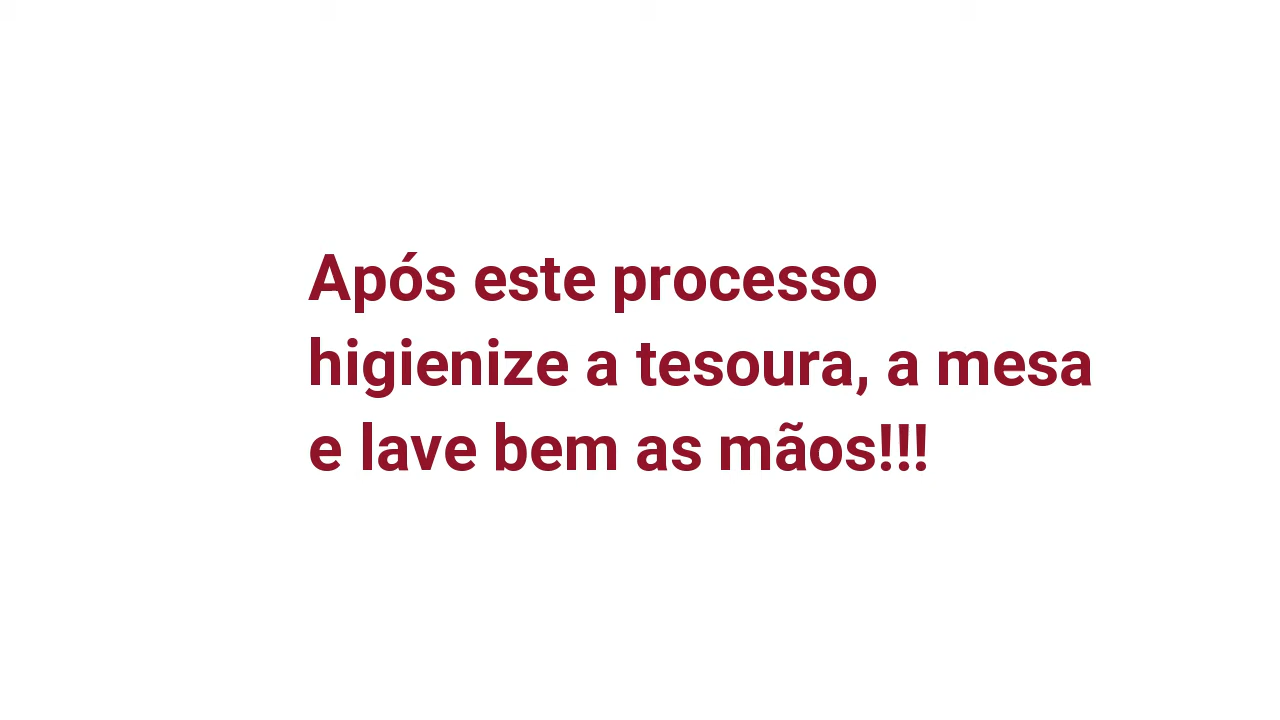 Após este processo
higienize a tesoura, a mesa
e lave bem as mãos!!!